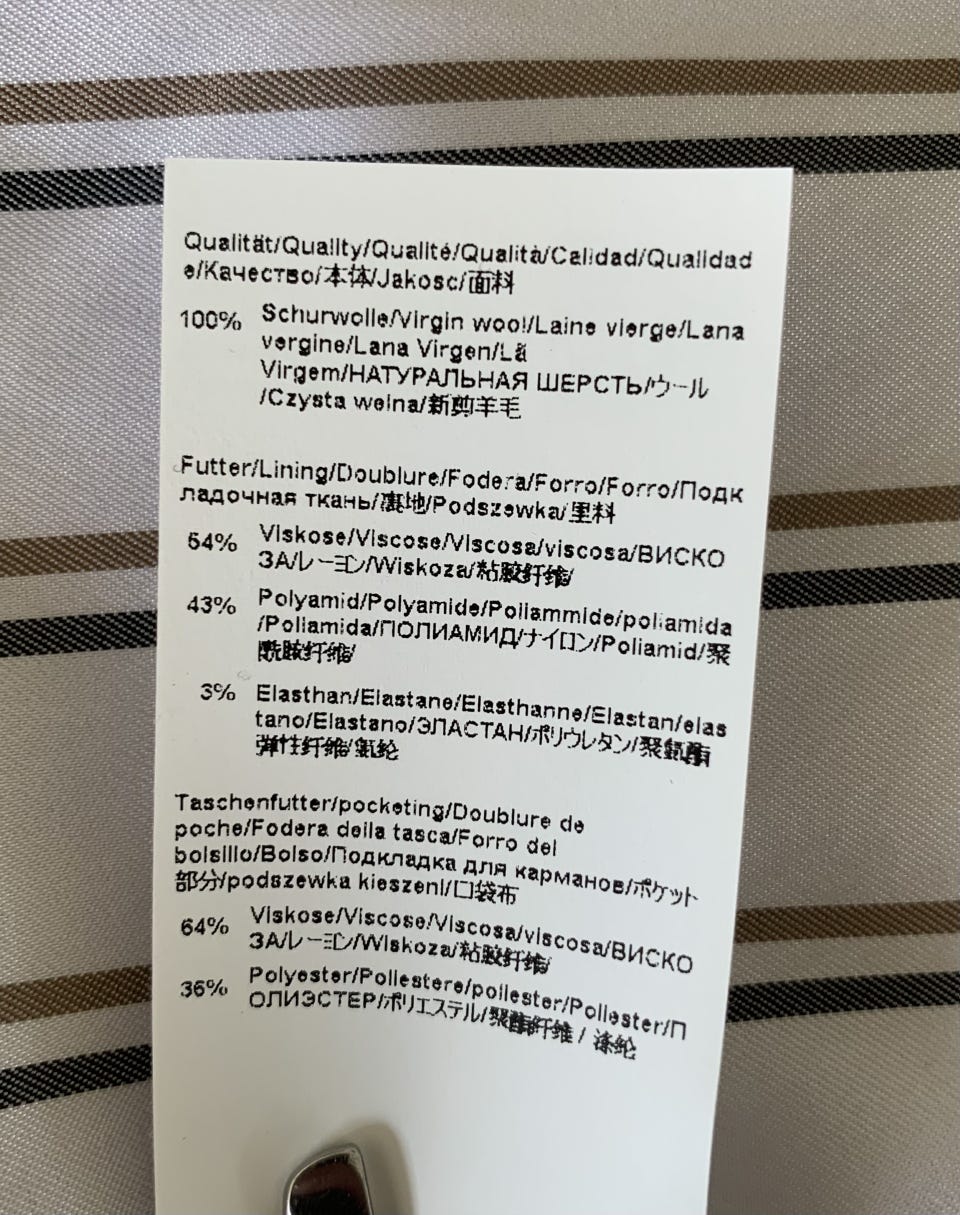 Qualität/Quality/Qualité/Qualità/Calidad/Qualidad
e/Качество/本体/Jakosc/面料
100% Schurwolle/Virgin wool/Laine vierge/Lana
vergine/Lana Virgen/Lã
Virgem/НАТУРАЛЬНАЯ ШЕРСТЬ/ウール
/Czysta welna/新剪羊毛
Futter/Lining/Doublure/Fodera/Forro/Forro/Подк
ладочная ткань/裏地/Podszewka/里料
54% Viskose/Viscose/Viscosa/viscosa/ВИСКО
ЗА/レーヨン/Wiskoza/粘胶纤维/
43% Polyamid/Polyamide/Poliammide/poliamida
/Poliamida/ПОЛИАМИД/ナイロン/Poliamid/聚
酰胺纤维/
3% Elasthan/Elastane/Elasthanne/Elastan/elas
tano/Elastano/ЭЛАСТАН/ポリウレタン/聚氨酯
弹性纤维/氨纶
Taschenfutter/pocketing/Doublure de
poche/Fodera della tasca/Forro del
bolsillo/Bolso/Подкладка для карманов/ポケット
部分/podszewka kieszeni/口袋布
64% Viskose/Viscose/Viscosa/viscosa/ВИСКО
ЗА/レーヨン/Wiskoza/粘胶纤维/
36% Polyester/Poliestere/poliester/Poliester/П
ОЛИЭСТЕР/ポリエステル/聚酯纤维 / 涤纶